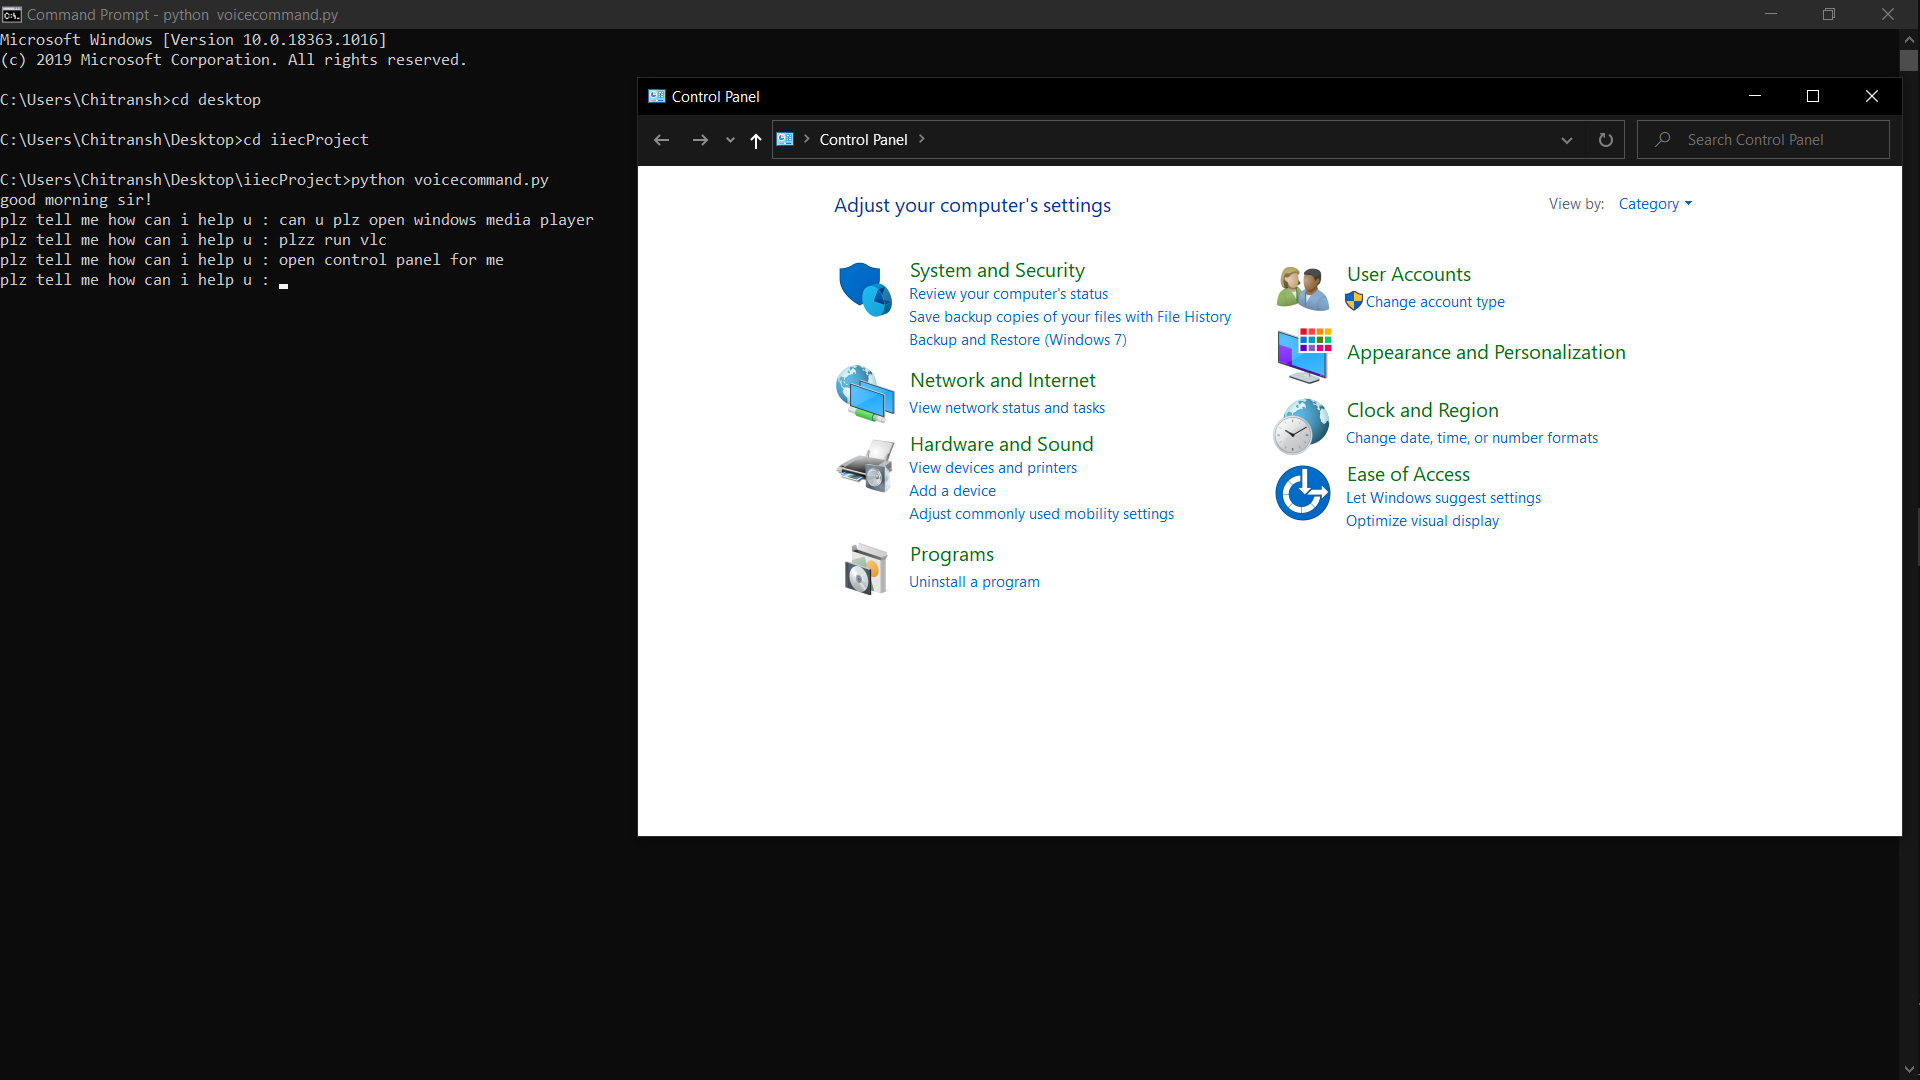 Command Prompt - python  voicecommand.py
Microsoft Windows [Version 10.0.18363.1016]
(c) 2019 Microsoft Corporation. All rights reserved.
C:\Users\Chitransh>cd desktop
C:\Users\Chitransh\Desktop>cd iiecProject
C:\Users\Chitransh\Desktop\iiecProject>python voicecommand.py
good morning sir!
plz tell me how can i help u : can u plz open windows media player
plz tell me how can i help u : plzz run vlc
plz tell me how can i help u : open control panel for me
plz tell me how can i help u :
Control Panel
Control Panel
Search Control Panel
Adjust your computer's settings
View by: Category
System and Security
Review your computer's status
Save backup copies of your files with File History
Backup and Restore (Windows 7)
Network and Internet
View network status and tasks
Hardware and Sound
View devices and printers
Add a device
Adjust commonly used mobility settings
Programs
Uninstall a program
User Accounts
Change account type
Appearance and Personalization
Clock and Region
Change date, time, or number formats
Ease of Access
Let Windows suggest settings
Optimize visual display